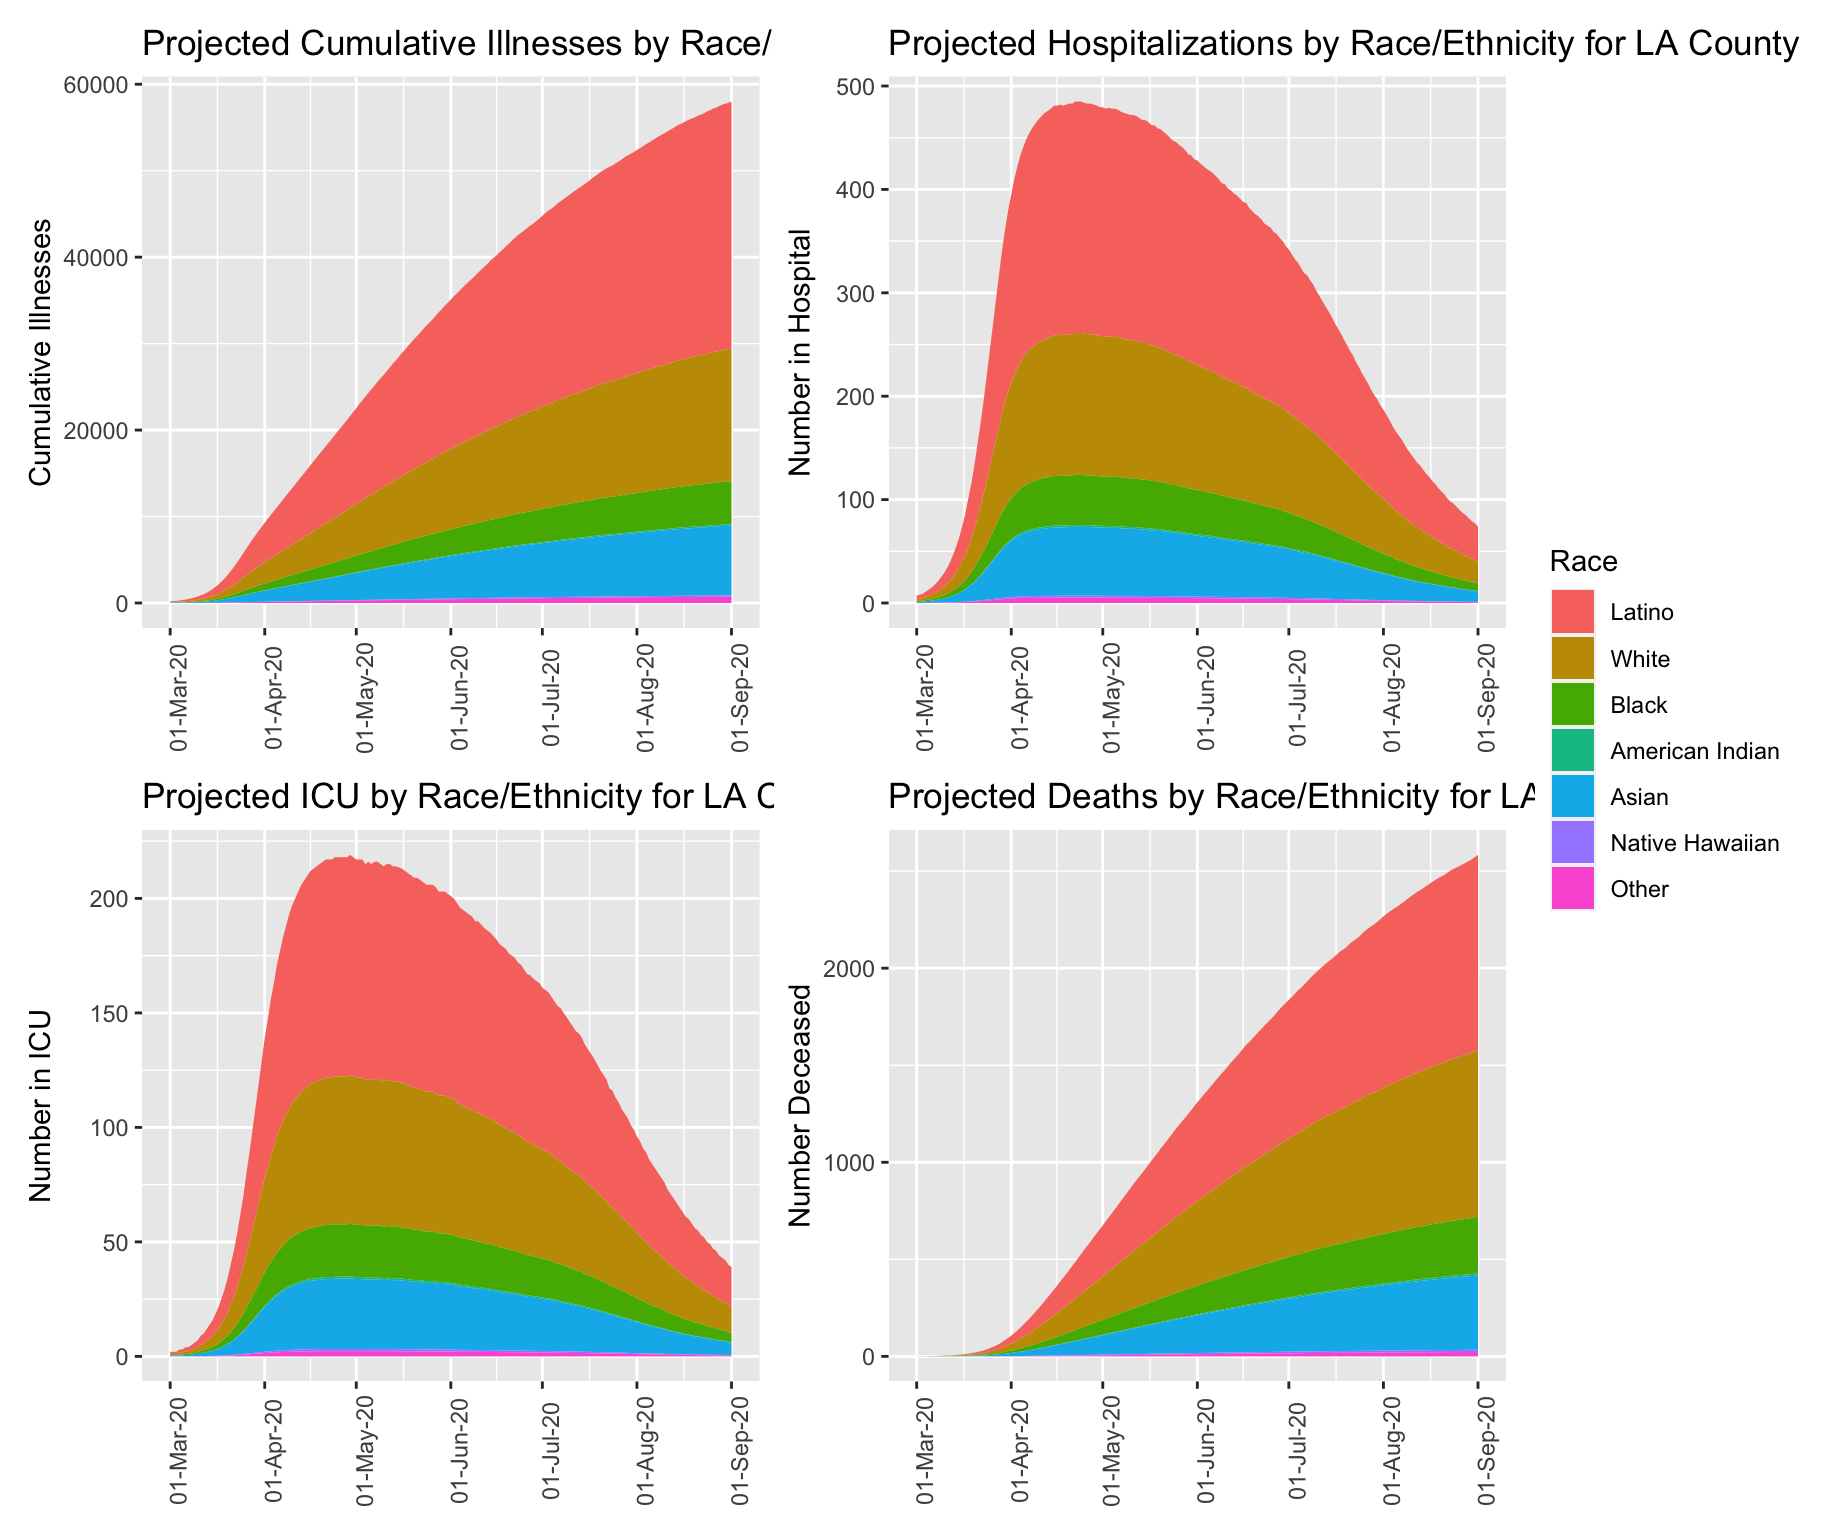 Projected Cumulative Illnesses by Race/
Cumulative Illnesses
60000
40000
20000
0
01-Mar-20
01-Apr-20
01-May-20
01-Jun-20
01-Jul-20
01-Aug-20
01-Sep-20
Projected Hospitalizations by Race/Ethnicity for LA County
Number in Hospital
500
400
300
200
100
0
01-Mar-20
01-Apr-20
01-May-20
01-Jun-20
01-Jul-20
01-Aug-20
01-Sep-20
Projected ICU by Race/Ethnicity for LA C
Number in ICU
200
150
100
50
0
01-Mar-20
01-Apr-20
01-May-20
01-Jun-20
01-Jul-20
01-Aug-20
01-Sep-20
Projected Deaths by Race/Ethnicity for LA
Number Deceased
2000
1000
0
01-Mar-20
01-Apr-20
01-May-20
01-Jun-20
01-Jul-20
01-Aug-20
01-Sep-20
Race
Latino
White
Black
American Indian
Asian
Native Hawaiian
Other